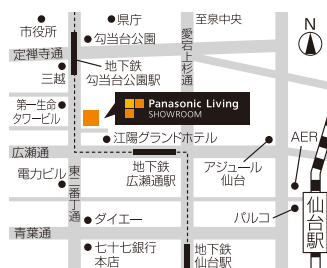 市役所
県庁
至泉中央
N
勾当台公園
定禅寺通
三越
地下鉄
勾当台公園駅
愛宕上杉通
第一生命
タワービル
Panasonic Living
SHOWROOM
江陽グランドホテル
広瀬通
AER
電力ビル
東二番丁通
地下鉄
広瀬通駅
アジュール
仙台
仙台駅
パルコ
ダイエー
青葉通
七十七銀行
本店
地下鉄
仙台駅